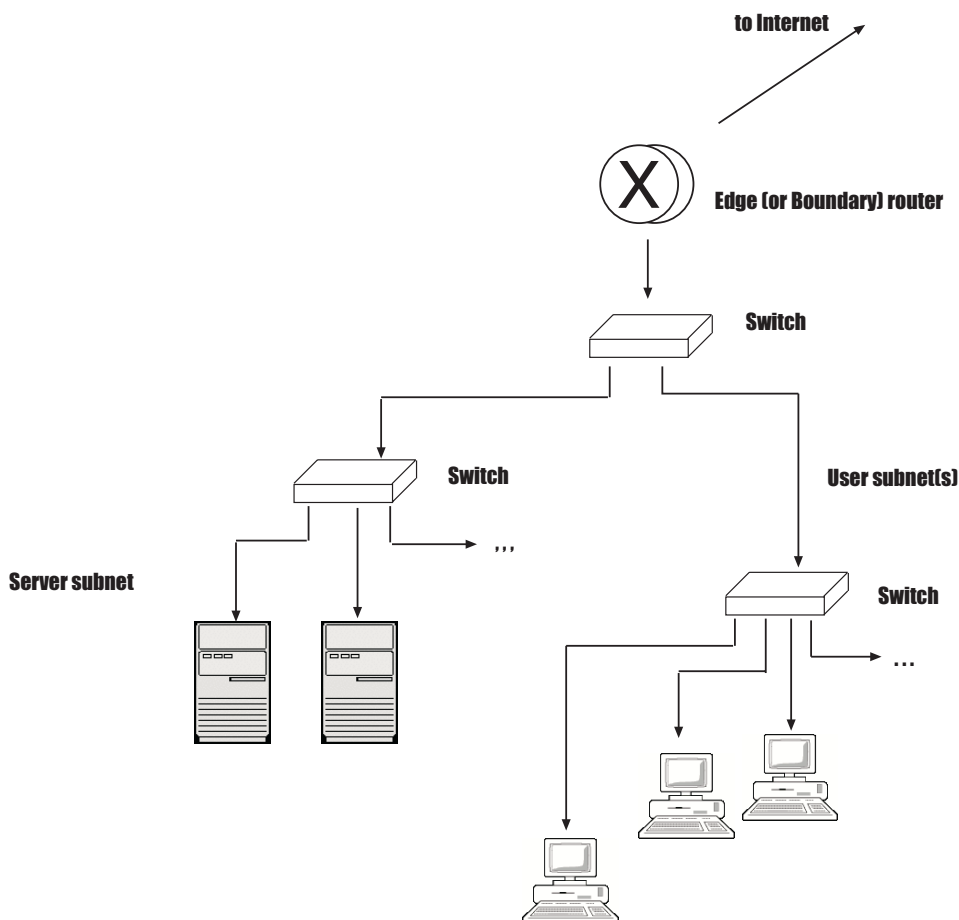 to Internet
X
Edge (or Boundary) router
Switch
Switch
User subnet(s)
,,,
Server subnet
Switch
...